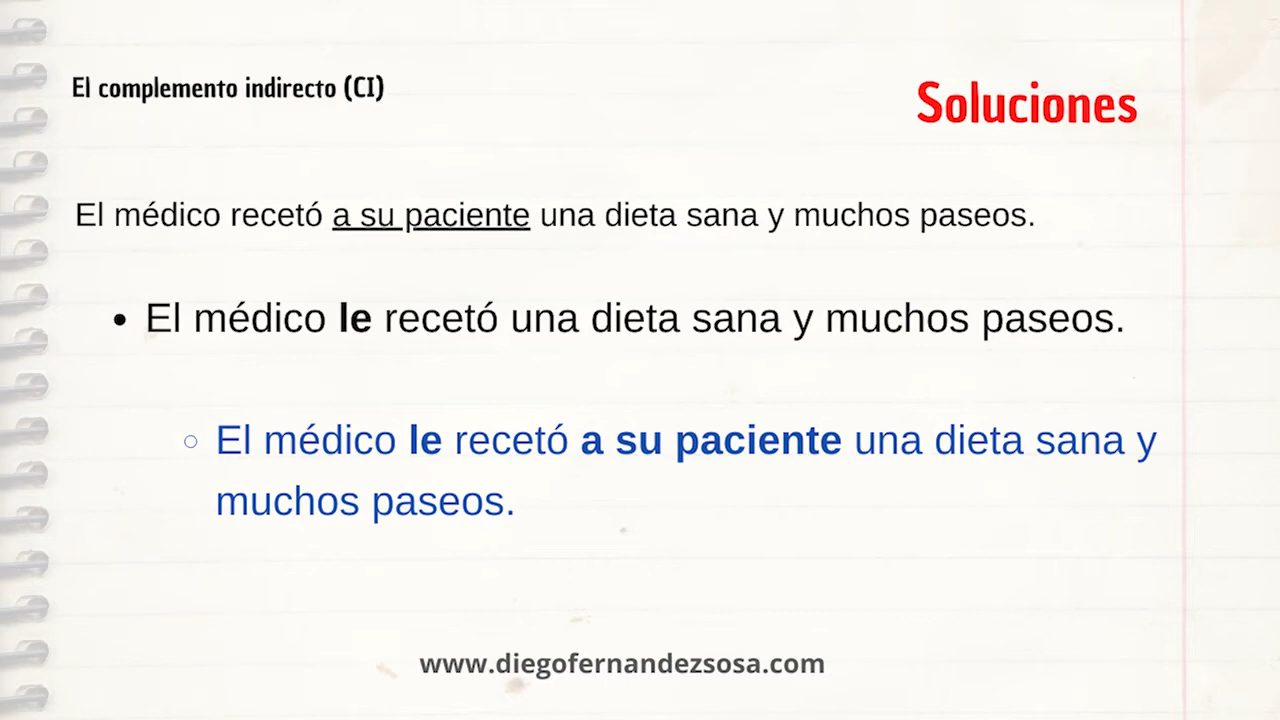 El complemento indirecto (CI)
Soluciones
El médico recetó a su paciente una dieta sana y muchos paseos.
• El médico le recetó una dieta sana y muchos paseos.
○ El médico le recetó a su paciente una dieta sana y
muchos paseos.
www.diegofernandezsosa.com